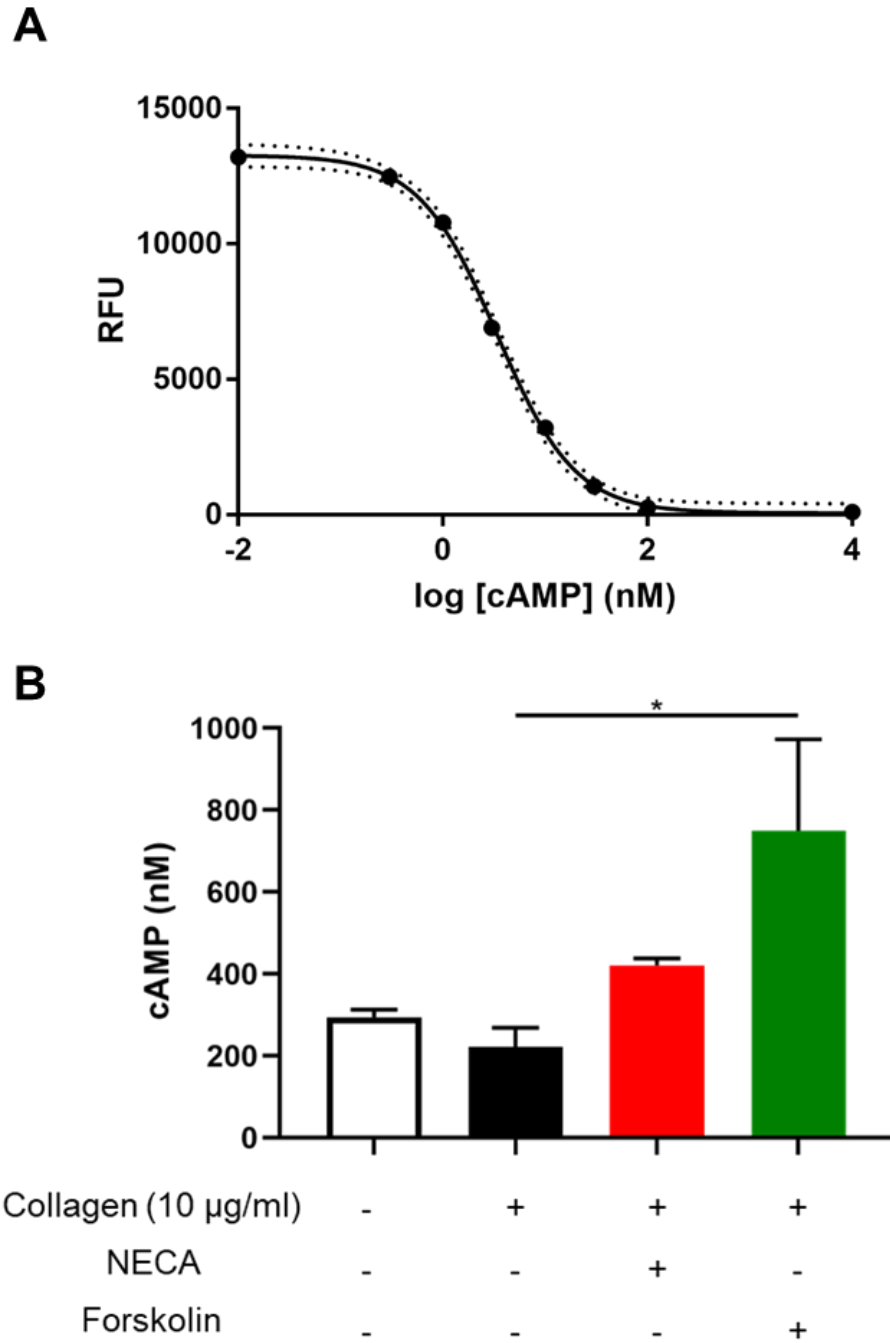 A
15000
10000
5000
0
RFU
-2 0 2 4
log [cAMP] (nM)
B
*
1000
800
600
400
200
0
cAMP (nM)
Collagen (10 µg/ml) - + + +
NECA - - + -
Forskolin - - - +